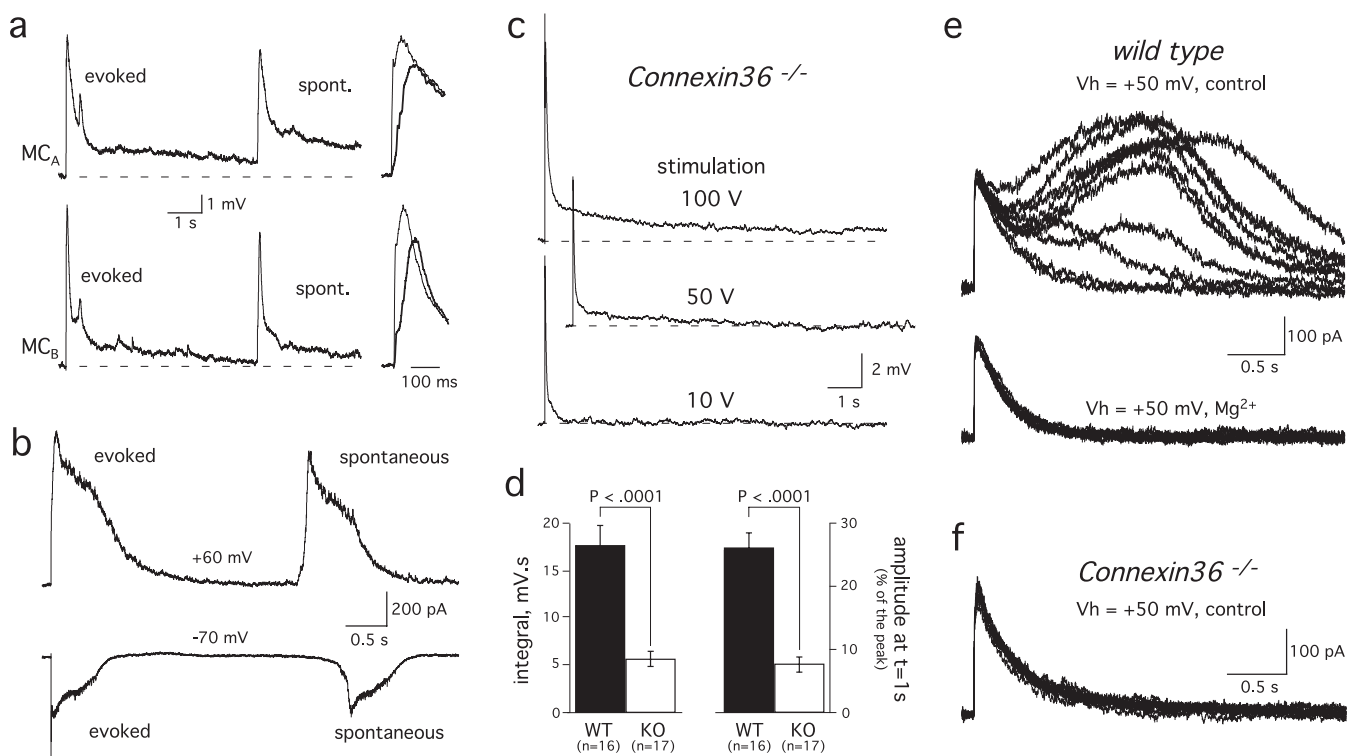 a
evoked
spont.
MCA
1 mV
1 s
evoked
spont.
MCB
100 ms
b
evoked
spontaneous
+60 mV
200 pA
0.5 s
-70 mV
evoked
spontaneous
c
Connexin36 -/-
stimulation
100 V
50 V
2 mV
1 s
10 V
d
P < .0001
P < .0001
20
15
10
5
0
integral, mV.s
WT
KO
(n=16)
(n=17)
30
20
10
0
amplitude at t=1s
(% of the peak)
WT
KO
(n=16)
(n=17)
e
wild type
Vh = +50 mV, control
100 pA
0.5 s
Vh = +50 mV, Mg2+
f
Connexin36 -/-
Vh = +50 mV, control
100 pA
0.5 s